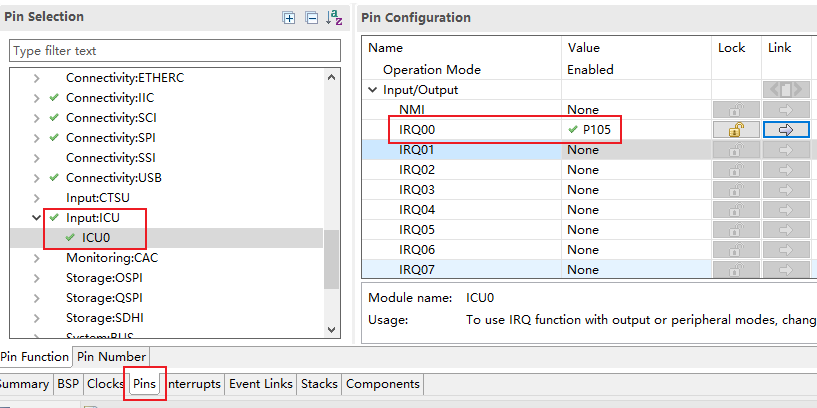 Pin Selection
Type filter text
Connectivity:ETHERC
Connectivity:IIC
Connectivity:SCI
Connectivity:SPI
Connectivity:SSI
Connectivity:USB
Input:CTSU
Input:ICU
ICU0
Monitoring:CAC
Storage:OSPI
Storage:QSPI
Storage:SDHI
System:BUS
Pin Configuration
Name Value Lock Link
Operation Mode Enabled
Input/Output
NMI None
IRQ00 P105
IRQ01 None
IRQ02 None
IRQ03 None
IRQ04 None
IRQ05 None
IRQ06 None
IRQ07 None
Module name: ICU0
Usage: To use IRQ function with output or peripheral modes, chang
Pin Function Pin Number
Summary BSP Clocks Pins Interrupts Event Links Stacks Components